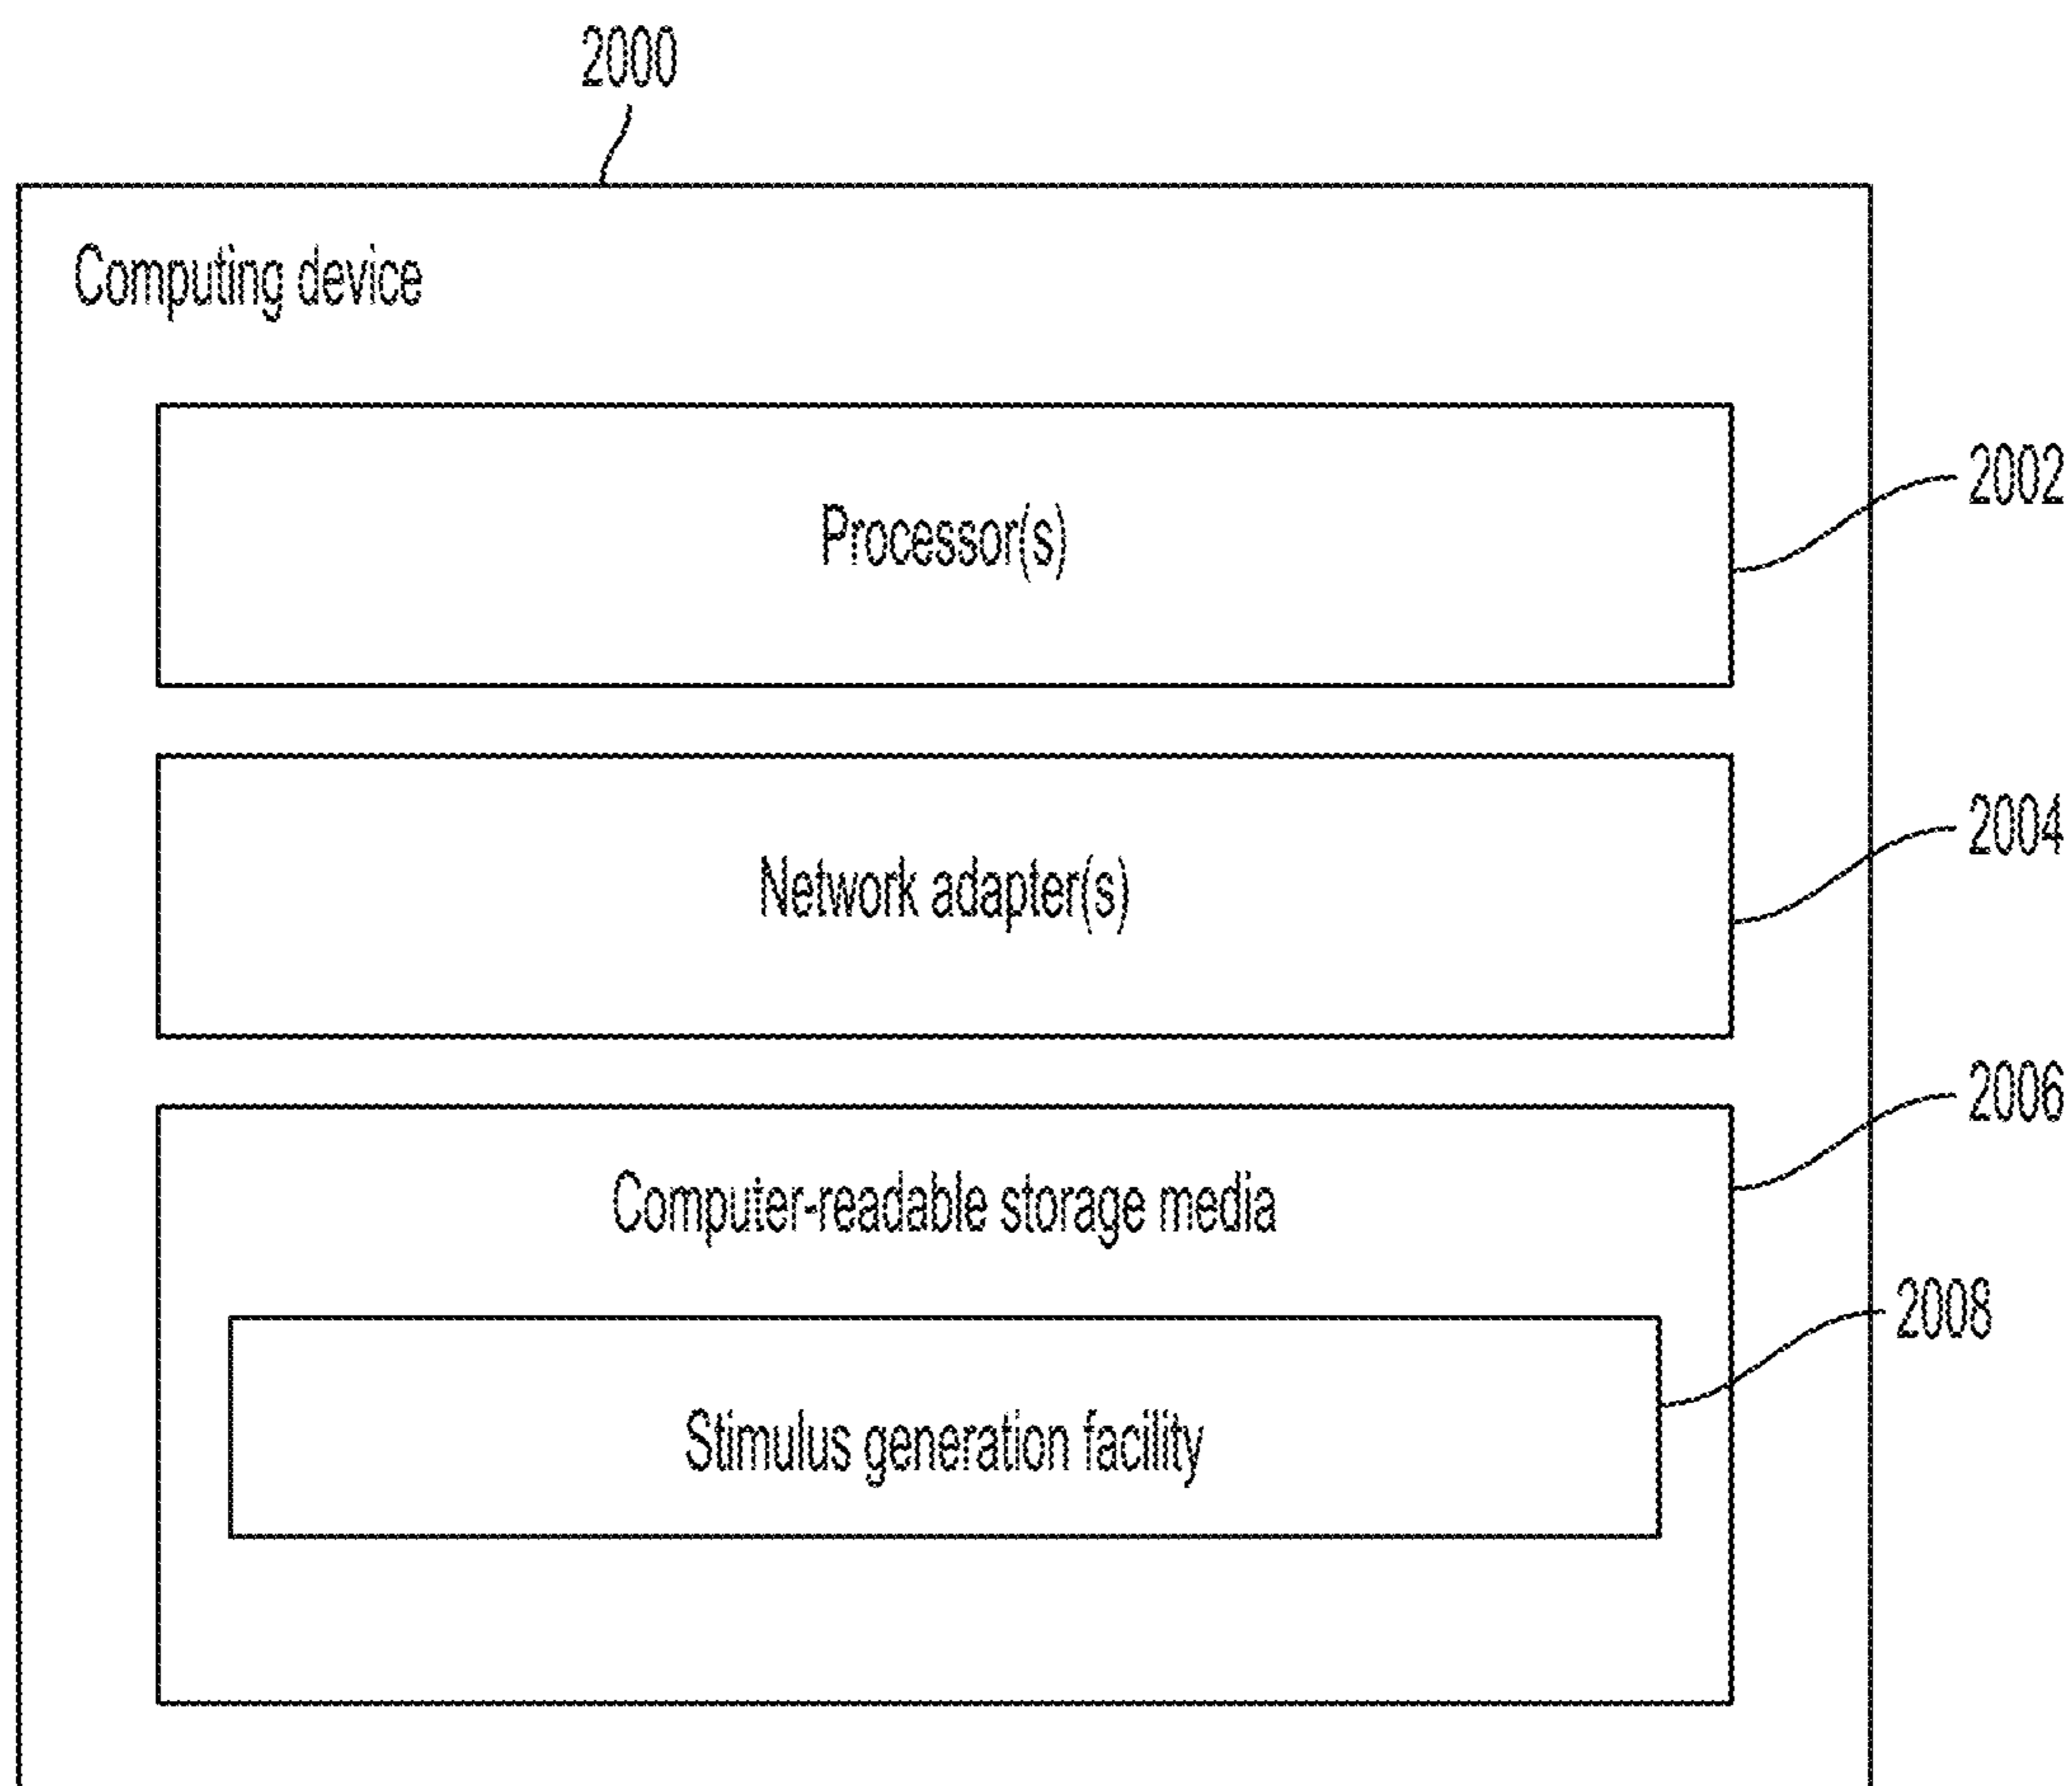 2000
Computing device
Processor(s)
2002
Network adapter(s)
2004
Computer-readable storage media
2006
Stimulus generation facility
2008